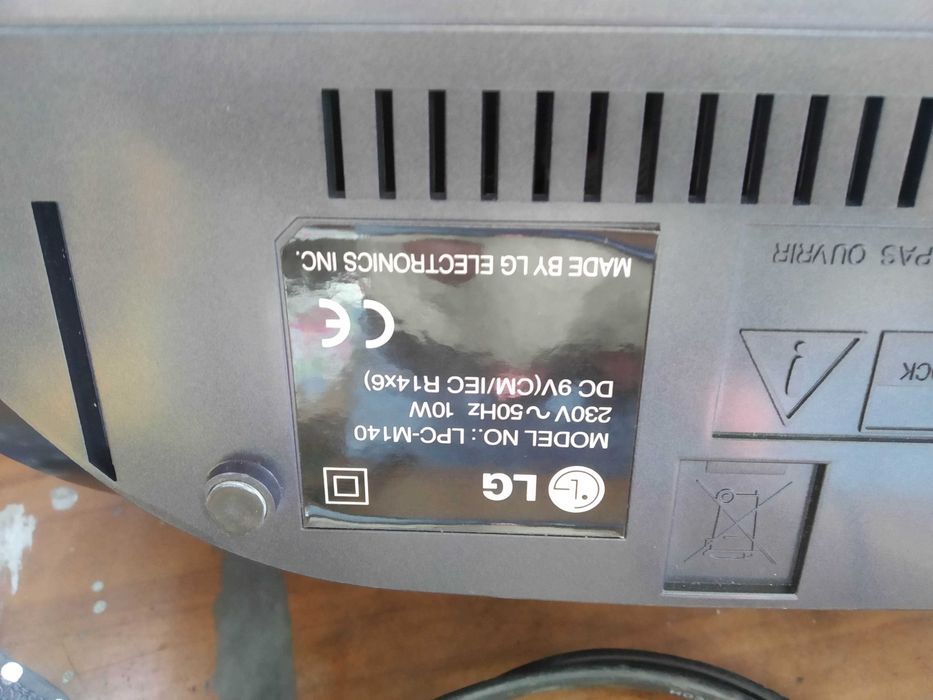 LG
MODEL NO.: LPC-M140
230V ~ 50Hz 10W
DC 9V(CM/IEC R14x6)
CE
MADE BY LG ELECTRONICS INC.
OCK
PAS OUVRIR